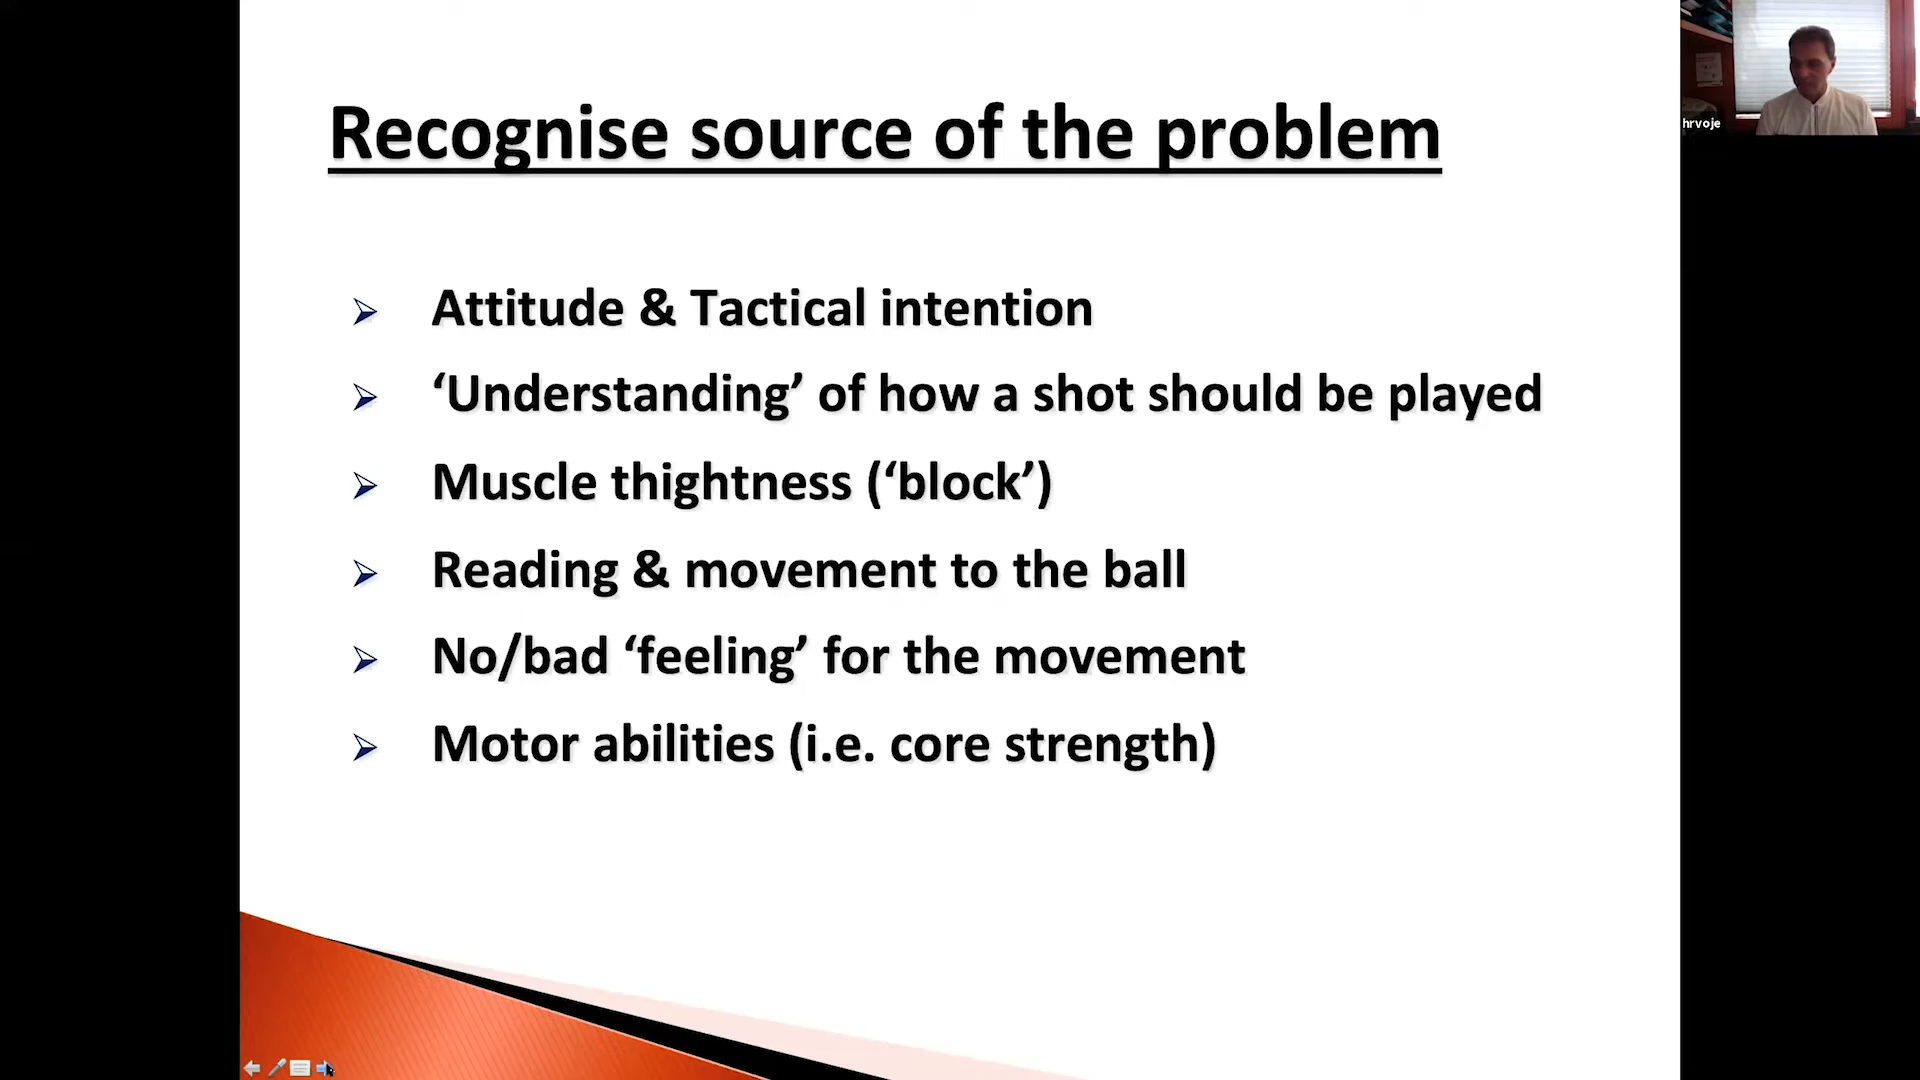 Recognise source of the problem
hrvoje
Attitude & Tactical intention
‘Understanding’ of how a shot should be played
Muscle thightness (‘block’)
Reading & movement to the ball
No/bad ‘feeling’ for the movement
Motor abilities (i.e. core strength)